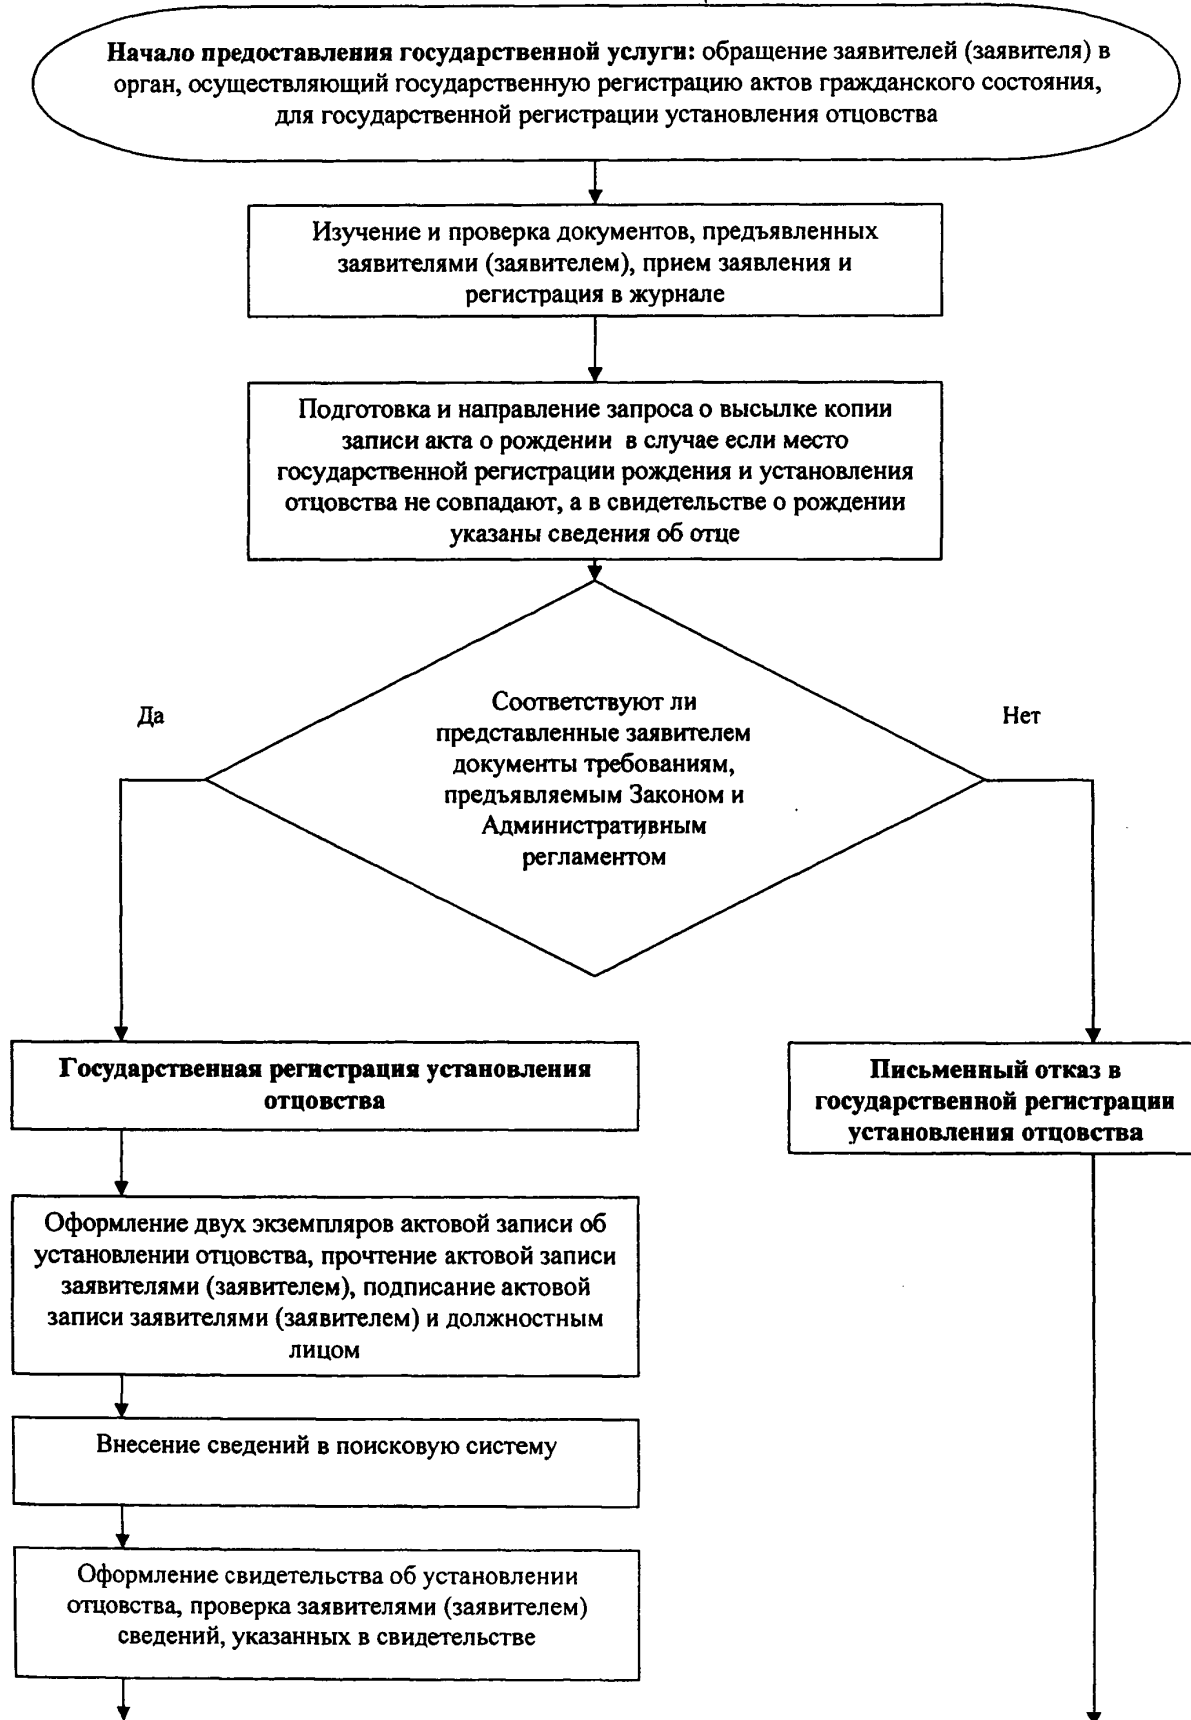 Начало предоставления государственной услуги: обращение заявителей (заявителя) в
орган, осуществляющий государственную регистрацию актов гражданского состояния,
для государственной регистрации установления отцовства
Изучение и проверка документов, предъявленных
заявителями (заявителем), прием заявления и
регистрация в журнале
Подготовка и направление запроса о высылке копии
записи акта о рождении в случае если место
государственной регистрации рождения и установления
отцовства не совпадают, а в свидетельстве о рождении
указаны сведения об отце
Да
Соответствуют ли
представленные заявителем
документы требованиям,
предъявляемым Законом и
Административным
регламентом
Нет
Государственная регистрация установления
отцовства
Письменный отказ в
государственной регистрации
установления отцовства
Оформление двух экземпляров актовой записи об
установлении отцовства, прочтение актовой записи
заявителями (заявителем), подписание актовой
записи заявителями (заявителем) и должностным
лицом
Внесение сведений в поисковую систему
Оформление свидетельства об установлении
отцовства, проверка заявителями (заявителем)
сведений, указанных в свидетельстве